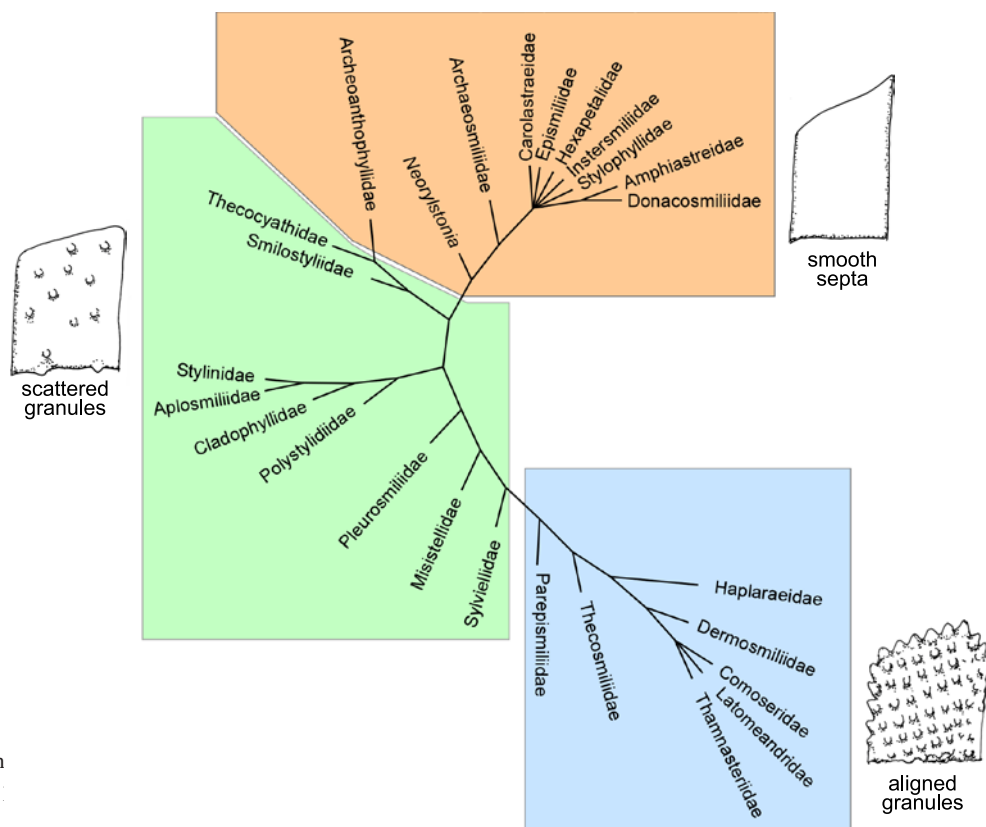 Archeoanthophyllidae
Archaeosmiliidae
Neorylstonia
Carolastraeidae
Epismiliidae
Hexapetalidae
Instersmiliidae
Stylophyllidae
Amphiastreidae
Donacosmiliidae
smooth
septa
Thecocyathidae
Smilostyliidae
scattered
granules
Stylinidae
Aplosmiliidae
Cladophyllidae
Polystylidiidae
Pleurosmiliidae
Misistellidae
Sylviellidae
Parepismiliidae
Thecosmiliidae
Haplaraeidae
Dermosmiliidae
Comoseridae
Latomeandridae
Thamnasteriidae
aligned
granules
n